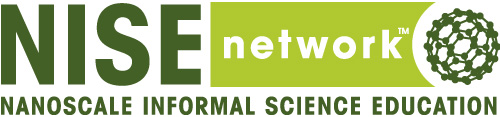 NISE network™
NANOSCALE INFORMAL SCIENCE EDUCATION